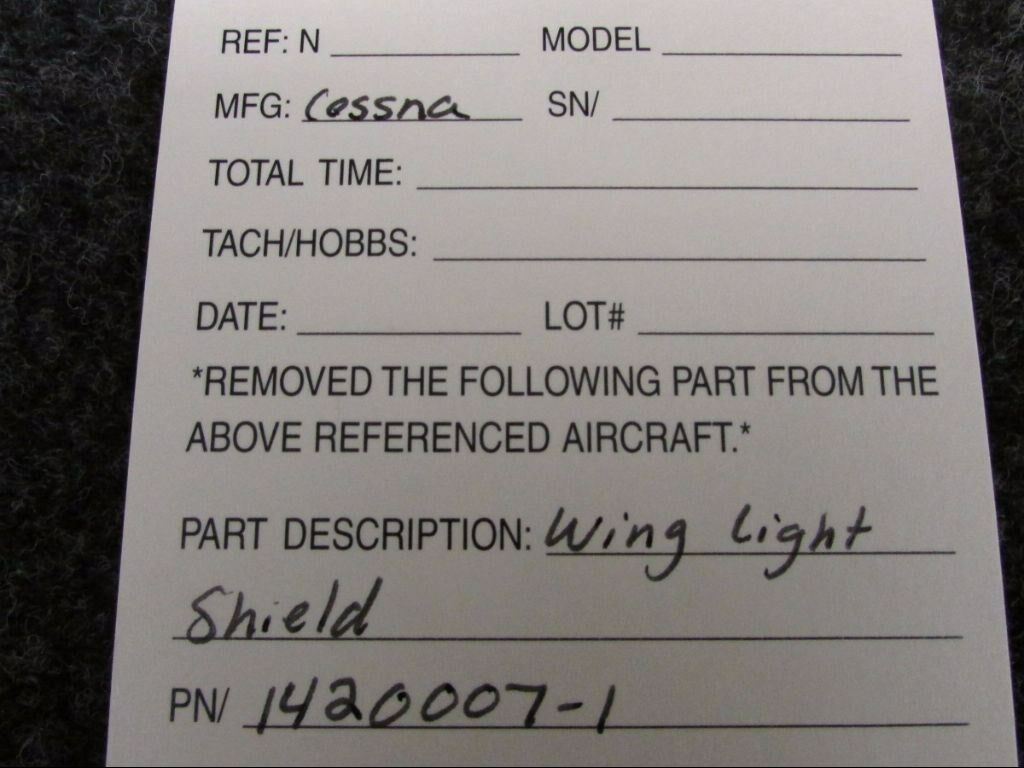 REF: N MODEL
MFG: Cessna SN/
TOTAL TIME:
TACH/HOBBS:
DATE: LOT#
*REMOVED THE FOLLOWING PART FROM THE
ABOVE REFERENCED AIRCRAFT.*
PART DESCRIPTION: Wing Light
Shield
PN/ 1420007-1